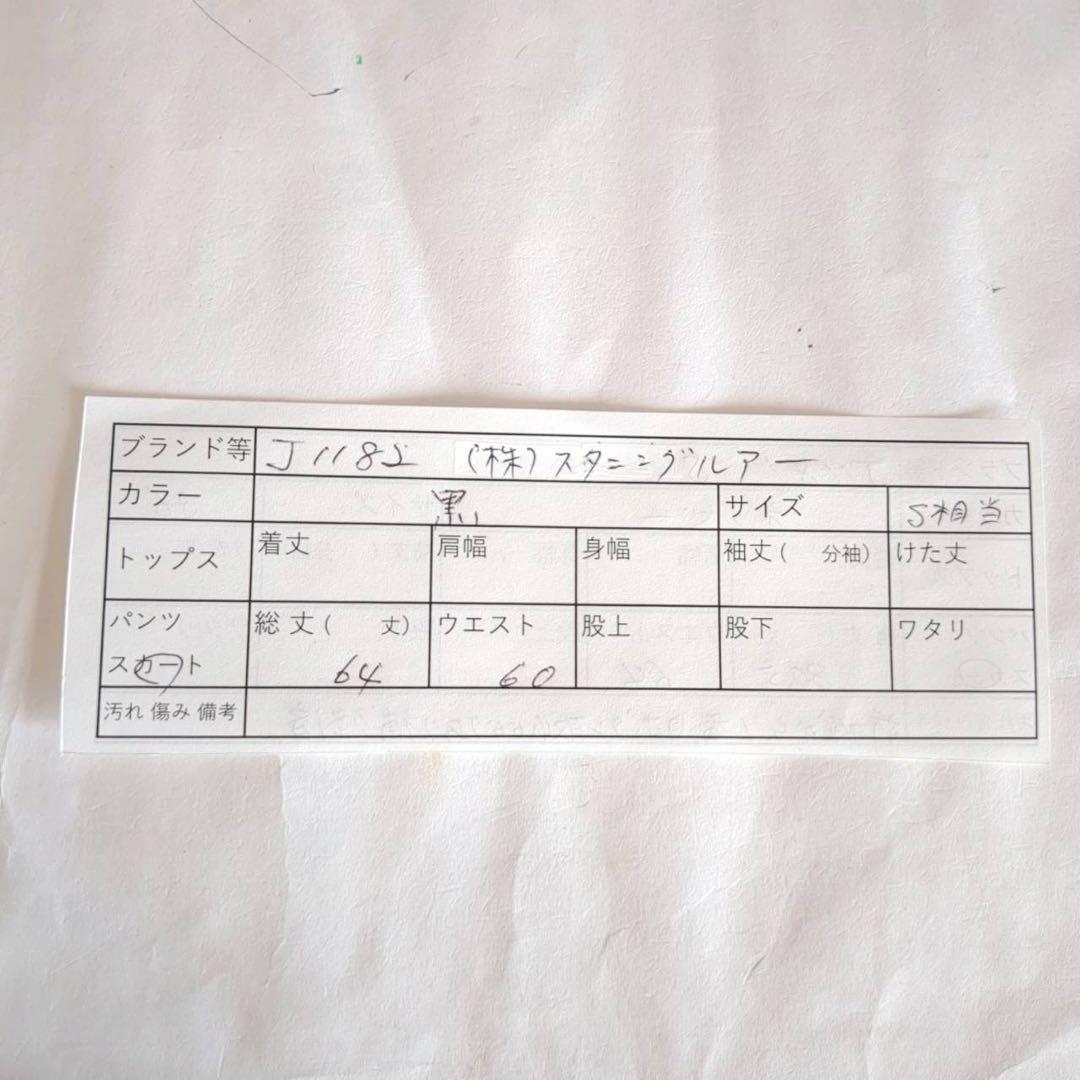 ブランド等 J1185 (株)スタニングルアー
カラー 黒 サイズ S相当
トップス 着丈 肩幅 身幅 袖丈( 分袖) けた丈
パンツ 総丈( 丈) ウエスト 股上 股下 ワタリ
スカート 64 60
汚れ 傷み 備考